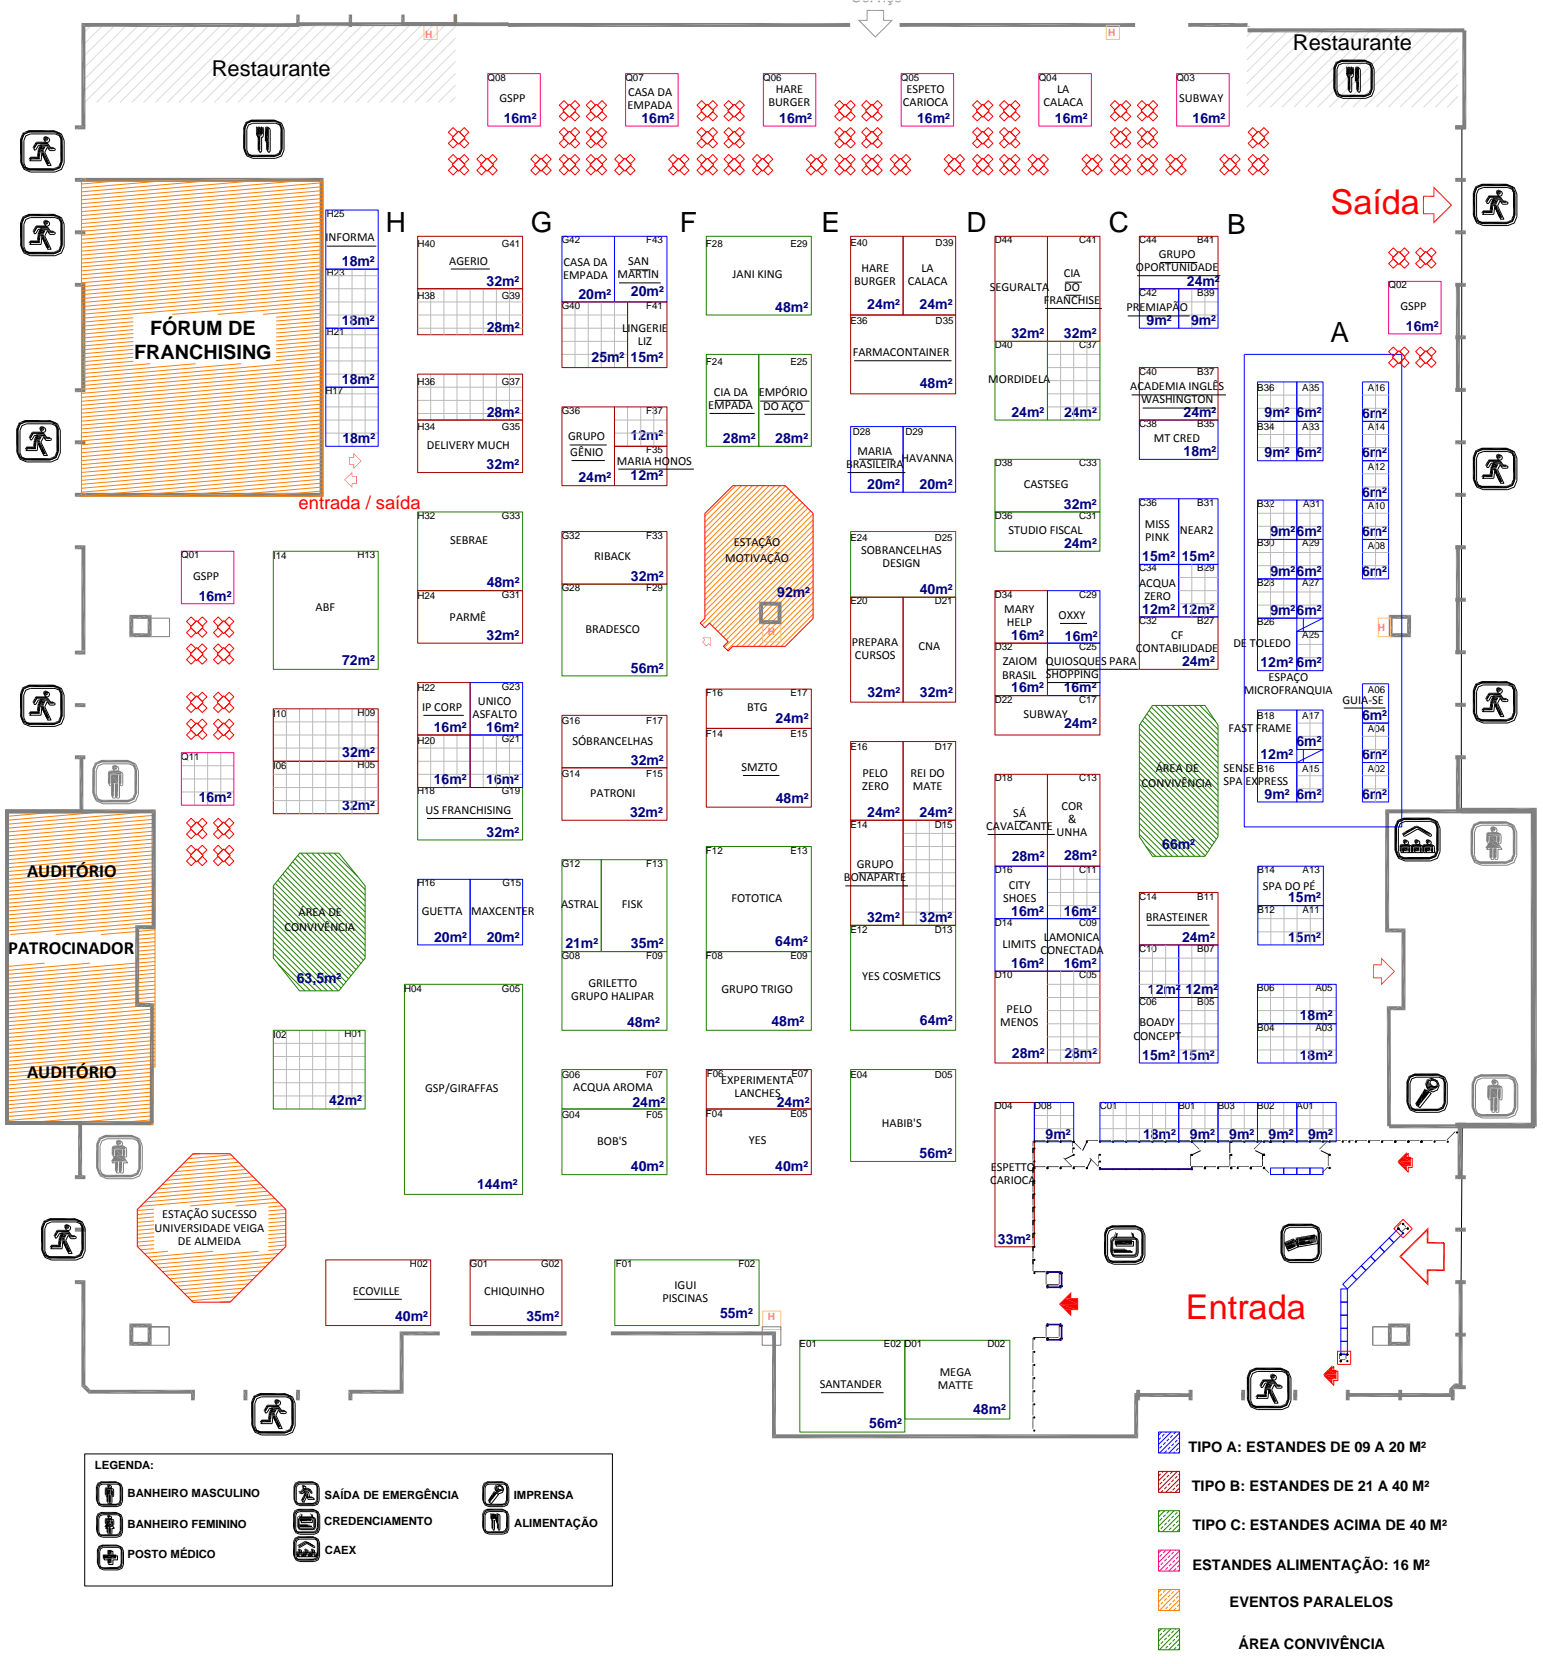 Restaurante
Restaurante
Q08
GSPP
16m²
Q07
CASA DA
EMPADA
16m²
Q06
HARE
BURGER
16m²
Q05
ESPETO
CARIOCA
16m²
Q04
LA
CALACA
16m²
Q03
SUBWAY
16m²
H
H
Saída
Q02
GSPP
16m²
FÓRUM DE
FRANCHISING
H25
INFORMA
18m²
H23
18m²
H21
18m²
H17
18m²
entrada / saída
H
G
F
E
D
C
B
A
H40 G41
AGERIO
32m²
H38 G39
28m²
H36 G37
28m²
H34 G35
DELIVERY MUCH
32m²
H32 G33
SEBRAE
48m²
H24 G31
PARMÊ
32m²
H22
IP CORP
16m²
G23
UNICO
ASFALTO
16m²
H20
16m²
G21
16m²
H18 G19
US FRANCHISING
32m²
H16
GUETTA
20m²
G15
MAXCENTER
20m²
H04 G05
GSP/GIRAFFAS
144m²
G42
CASA DA
EMPADA
20m²
F43
SAN
MARTIN
20m²
G40
25m²
F41
LINGERIE
LIZ
15m²
G36
GRUPO
GÊNIO
24m²
F37
12m²
F35
MARIA HONOS
12m²
G32 F33
RIBACK
32m²
G28 F29
BRADESCO
56m²
G16 F17
SÓBRANCELHAS
32m²
G14 F15
PATRONI
32m²
G12
ASTRAL
21m²
F13
FISK
35m²
G08 F09
GRILETTO
GRUPO HALIPAR
48m²
G06 F07
ACQUA AROMA
24m²
G04 F05
BOB'S
40m²
F28 E29
JANI KING
48m²
F24
CIA DA
EMPADA
28m²
E25
EMPÓRIO
DO AÇO
28m²
ESTAÇÃO
MOTIVAÇÃO
92m²
H
F16 E17
BTG
24m²
F14 E15
SMZTO
48m²
F12 E13
FOTOTICA
64m²
F08 E09
GRUPO TRIGO
48m²
F06 E07
EXPERIMENTA
LANCHES
24m²
F04 E05
YES
40m²
E40
HARE
BURGER
24m²
D39
LA
CALACA
24m²
E36 D35
FARMACONTAINER
48m²
D28
MARIA
BRASILEIRA
20m²
D29
HAVANNA
20m²
E24 D25
SOBRANCELHAS
DESIGN
40m²
E20
PREPARA
CURSOS
32m²
D21
CNA
32m²
E16
PELO
ZERO
24m²
D17
REI DO
MATE
24m²
E14
GRUPO
BONAPARTE
32m²
D15
32m²
E12 D13
YES COSMETICS
64m²
E04 D05
HABIB'S
56m²
D44
SEGURALTA
32m²
C41
CIA
DO
FRANCHISE
32m²
D40
MORDIDELA
24m²
C37
24m²
D38 C33
CASTSEG
32m²
D36 C31
STUDIO FISCAL
24m²
D34
MARY
HELP
16m²
C29
OXXY
16m²
D32
ZAIOM
BRASIL
16m²
C25
QUIOSQUES PARA
SHOPPING
16m²
D22 C17
SUBWAY
24m²
D18
SÁ
CAVALCANTE
28m²
C13
COR
&
UNHA
28m²
D16
CITY
SHOES
16m²
C11
16m²
D14
LIMITS
16m²
C09
LAMONICA
CONECTADA
16m²
D10
PELO
MENOS
28m²
C05
28m²
D04
ESPETTO
CARIOCA
33m²
D08
9m²
C44 B41
GRUPO
OPORTUNIDADE
24m²
C42
PREMIAPÃO
9m²
B39
9m²
C40 B37
ACADEMIA INGLÊS
WASHINGTON
24m²
C38 B35
MT CRED
18m²
C36
MISS
PINK
15m²
B31
NEAR2
15m²
C34
ACQUA
ZERO
12m²
B29
12m²
C32 B27
CF
CONTABILIDADE
24m²
ÁREA DE
CONVIVÊNCIA
66m²
C14 B11
BRASTEINER
24m²
C10
12m²
B07
12m²
C06
BOADY
CONCEPT
15m²
B05
15m²
C01
18m²
B01
9m²
B03
9m²
B02
9m²
A01
9m²
B36
9m²
A35
6m²
B34
9m²
A33
6m²
B32
9m²
A31
6m²
B30
9m²
A29
6m²
B23
9m²
A27
6m²
B26
DE TOLEDO
12m²
A25
6m²
ESPAÇO
MICROFRANQUIA
B18
FAST FRAME
12m²
A17
6m²
B16
SENSE
SPA EXPRESS
9m²
A15
6m²
A16
6m²
A14
6m²
A12
6m²
A10
6m²
A08
6m²
H
A06
GUIA-SE
6m²
A04
6m²
A02
6m²
B14 A13
SPA DO PÉ
15m²
B12 A11
15m²
B06 A05
18m²
B04 A03
18m²
Q01
GSPP
16m²
I14 H13
ABF
72m²
I10 H09
32m²
I06 H05
32m²
Q11
16m²
AUDITÓRIO
PATROCINADOR
AUDITÓRIO
ÁREA DE
CONVIVÊNCIA
63,5m²
I02 H01
42m²
ESTAÇÃO SUCESSO
UNIVERSIDADE VEIGA
DE ALMEIDA
H02
ECOVILLE
40m²
G01 G02
CHIQUINHO
35m²
F01 F02
IGUI
PISCINAS
55m²
H
E01 E02
SANTANDER
56m²
D01 D02
MEGA
MATTE
48m²
Entrada
LEGENDA:
BANHEIRO MASCULINO
BANHEIRO FEMININO
POSTO MÉDICO
SAÍDA DE EMERGÊNCIA
CREDENCIAMENTO
CAEX
IMPRENSA
ALIMENTAÇÃO
TIPO A: ESTANDES DE 09 A 20 M²
TIPO B: ESTANDES DE 21 A 40 M²
TIPO C: ESTANDES ACIMA DE 40 M²
ESTANDES ALIMENTAÇÃO: 16 M²
EVENTOS PARALELOS
ÁREA CONVIVÊNCIA